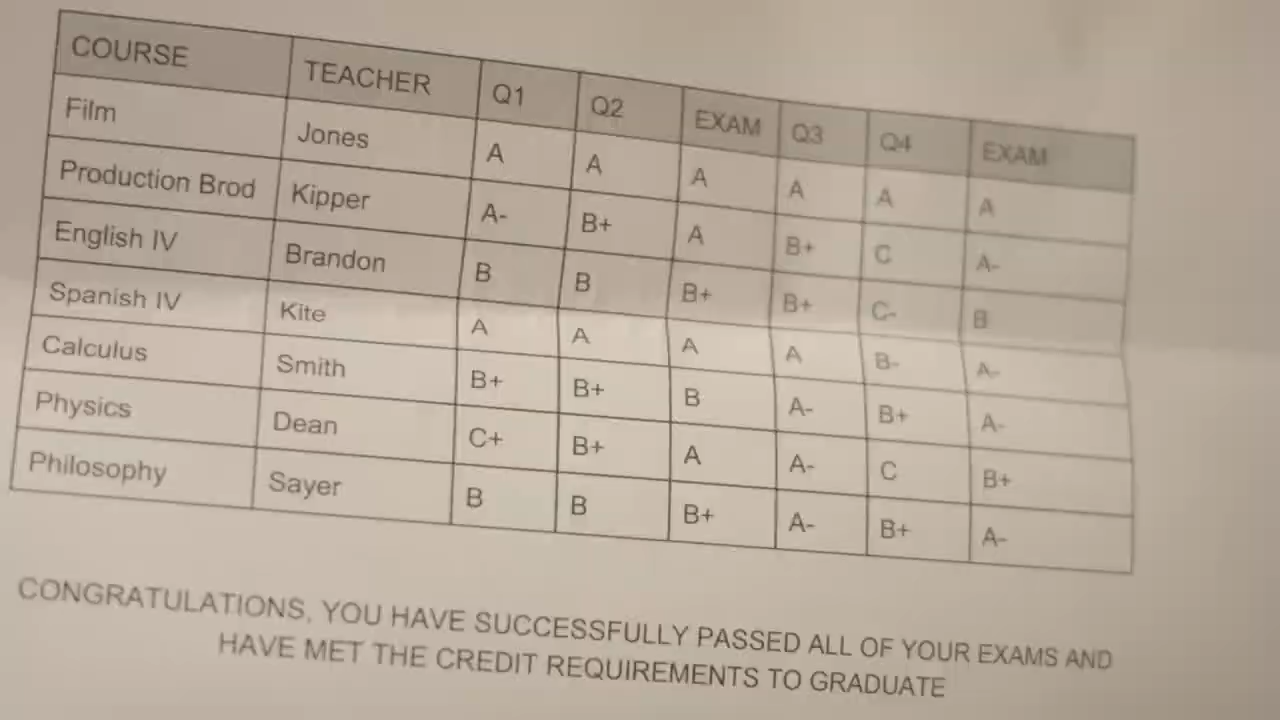 COURSE TEACHER Q1 Q2 EXAM Q3 Q4 EXAM
Film Jones A A A A A A
Production Brod Kipper A- B+ A B+ C A-
English IV Brandon B B B+ B+ C- B
Spanish IV Kite A A A A B- A-
Calculus Smith B+ B+ B A- B+ A-
Physics Dean C+ B+ A A- C B+
Philosophy Sayer B B B+ A- B+ A-
CONGRATULATIONS, YOU HAVE SUCCESSFULLY PASSED ALL OF YOUR EXAMS AND
HAVE MET THE CREDIT REQUIREMENTS TO GRADUATE